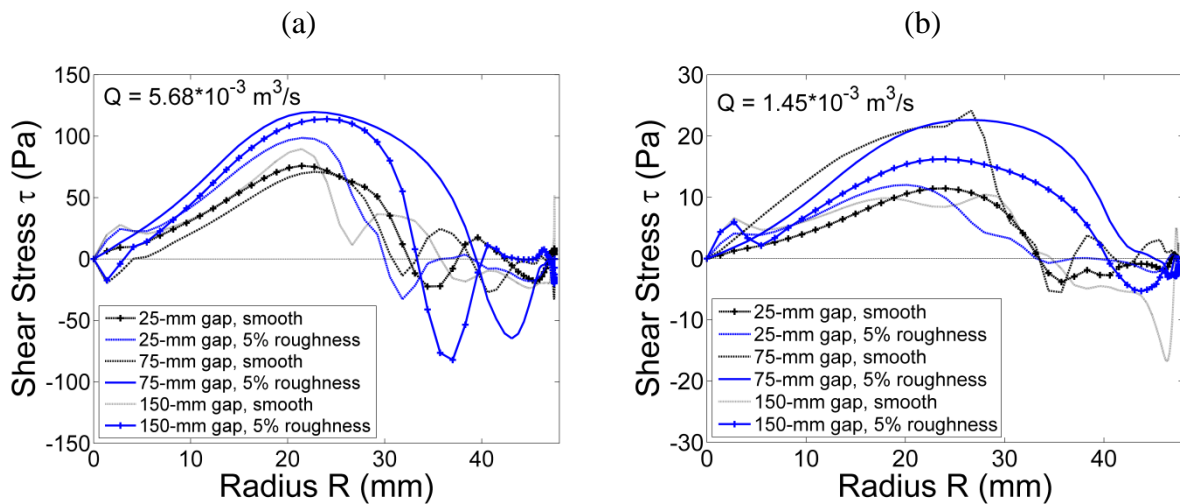 (a)
Q = 5.68*10⁻³ m³/s
Shear Stress τ (Pa)
150
100
50
0
-50
-100
-150
25-mm gap, smooth
25-mm gap, 5% roughness
75-mm gap, smooth
75-mm gap, 5% roughness
150-mm gap, smooth
150-mm gap, 5% roughness
0 10 20 30 40
Radius R (mm)
(b)
Q = 1.45*10⁻³ m³/s
Shear Stress τ (Pa)
30
20
10
0
-10
-20
-30
25-mm gap, smooth
25-mm gap, 5% roughness
75-mm gap, smooth
75-mm gap, 5% roughness
150-mm gap, smooth
150-mm gap, 5% roughness
0 10 20 30 40
Radius R (mm)